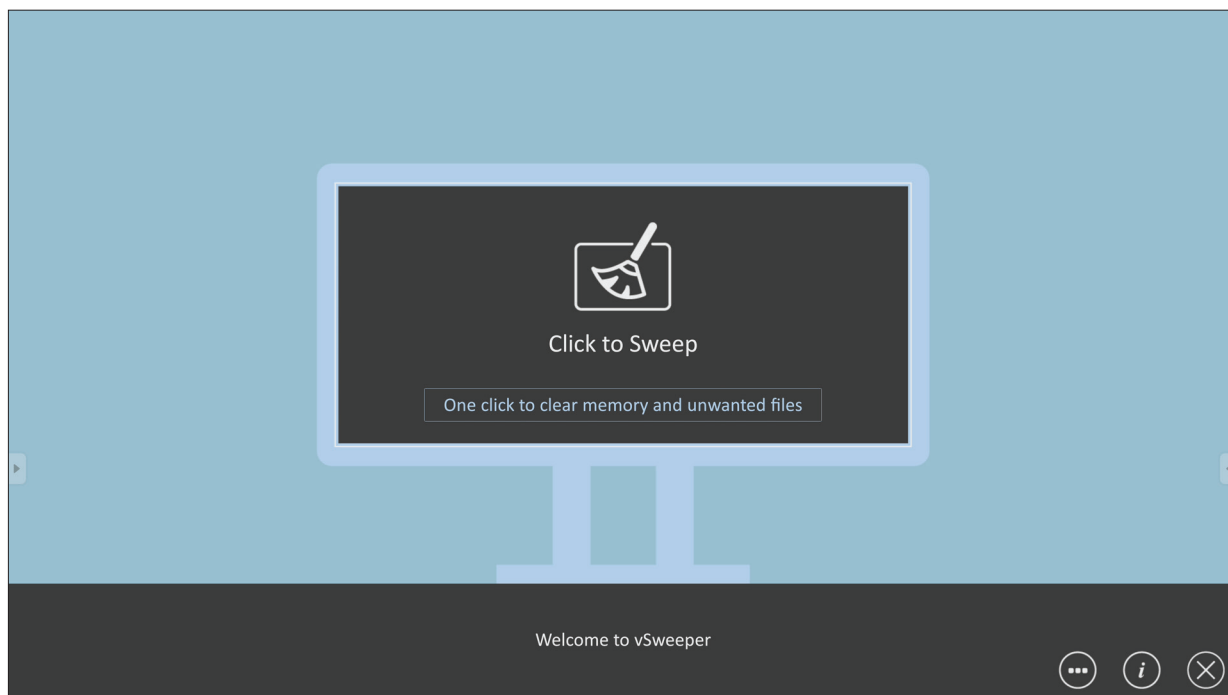 Click to Sweep
One click to clear memory and unwanted files
Welcome to vSweeper
i